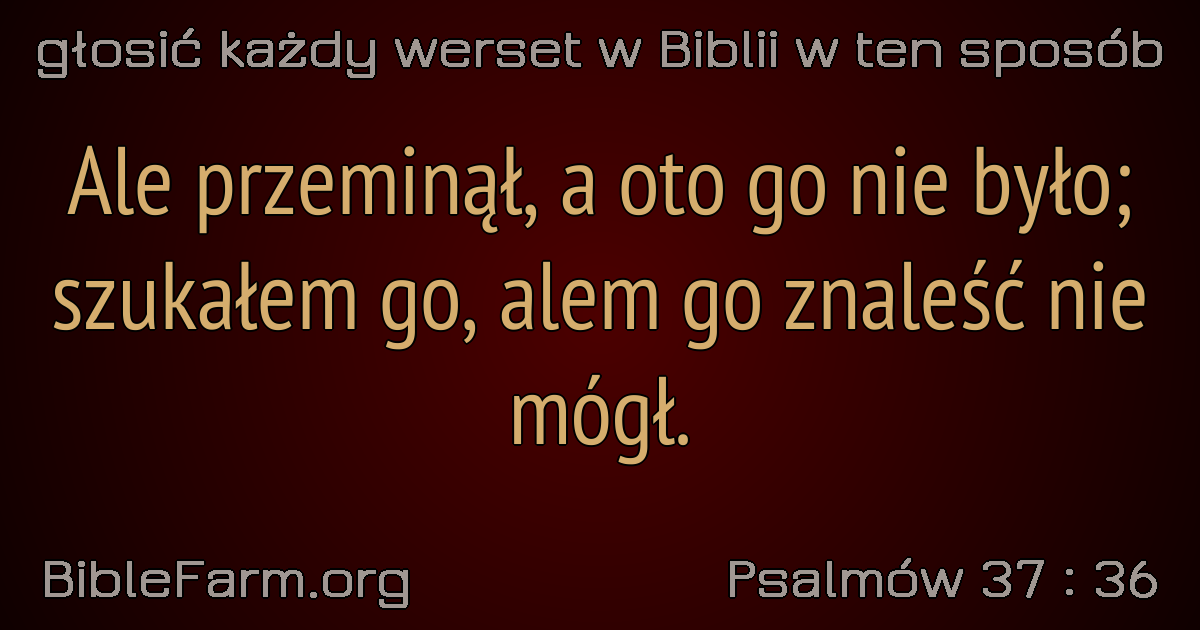 głosić każdy werset w Biblii w ten sposób
Ale przeminął, a oto go nie było;
szukałem go, alem go znaleść nie
mógł.
BibleFarm.org
Psalmów 37 : 36